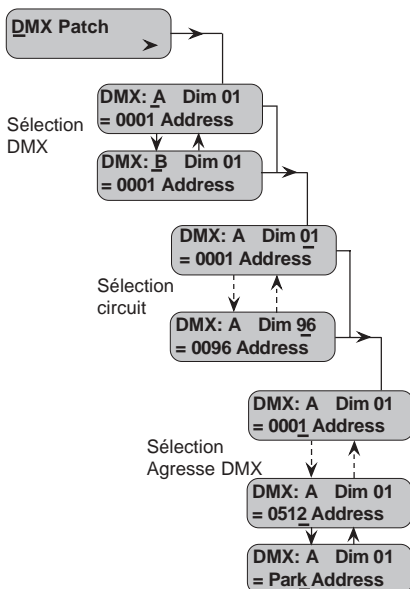 DMX Patch
DMX: A Dim 01
= 0001 Address
Sélection
DMX
DMX: B Dim 01
= 0001 Address
DMX: A Dim 01
= 0001 Address
Sélection
circuit
DMX: A Dim 96
= 0096 Address
DMX: A Dim 01
= 0001 Address
Sélection
Agresse DMX
DMX: A Dim 01
= 0512 Address
DMX: A Dim 01
= Park Address